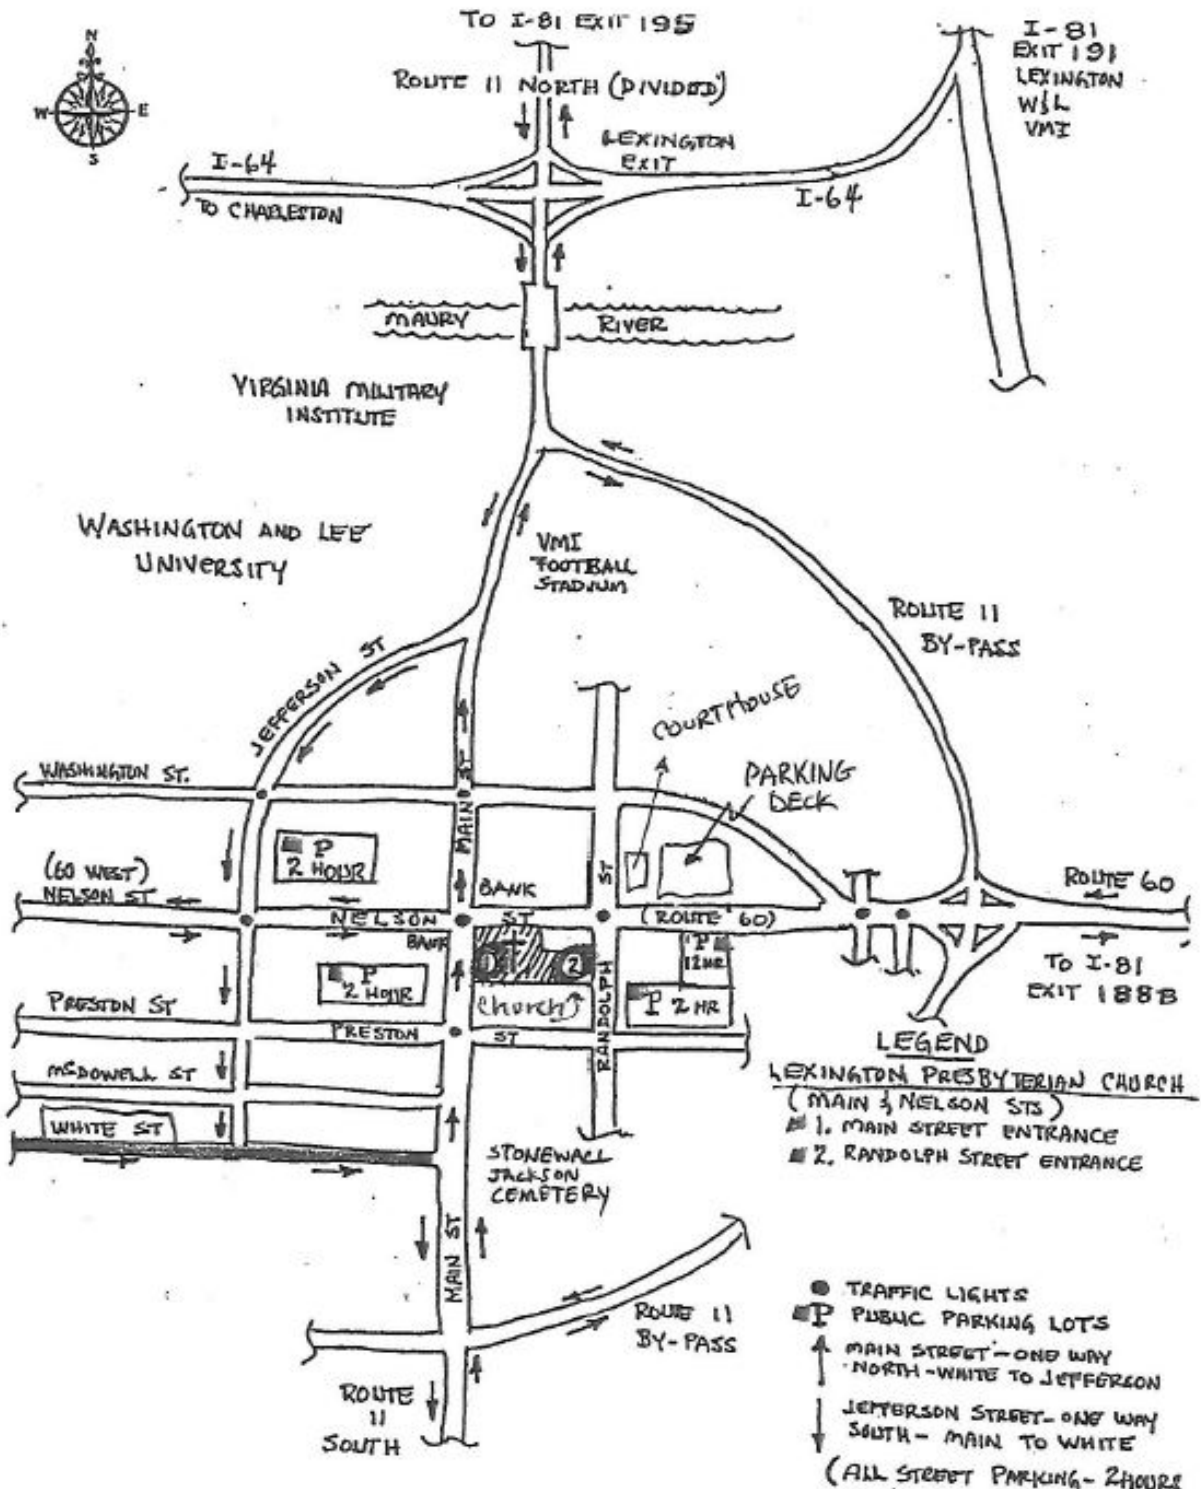 TO I-81 EXIT 195
N
W E
S
ROUTE 11 NORTH (DIVIDED)
I-81
EXIT 191
LEXINGTON
W&L
VMI
LEXINGTON
EXIT
I-64
TO CHARLESTON
I-64
MAURY RIVER
VIRGINIA MILITARY
INSTITUTE
WASHINGTON AND LEE
UNIVERSITY
VMI
FOOTBALL
STADIUM
ROUTE 11
BY-PASS
JEFFERSON ST
COURTHOUSE
WASHINGTON ST.
MAIN ST
PARKING
DECK
P
2 HOUR
(60 WEST)
NELSON ST
BANK
ST
ROUTE 60
NELSON ST (ROUTE 60)
BANK
1
2
P
12 HR
P
2 HOUR
Church
P 2 HR
RANDOLPH
TO I-81
EXIT 188B
PRESTON ST
PRESTON ST
LEGEND
LEXINGTON PRESBYTERIAN CHURCH
(MAIN & NELSON STS)
1. MAIN STREET ENTRANCE
2. RANDOLPH STREET ENTRANCE
McDOWELL ST
WHITE ST
STONEWALL
JACKSON
CEMETERY
MAIN ST
ROUTE 11
BY-PASS
ROUTE
11
SOUTH
TRAFFIC LIGHTS
P PUBLIC PARKING LOTS
MAIN STREET - ONE WAY
NORTH - WHITE TO JEFFERSON
JEFFERSON STREET - ONE WAY
SOUTH - MAIN TO WHITE
(ALL STREET PARKING - 2 HOURS